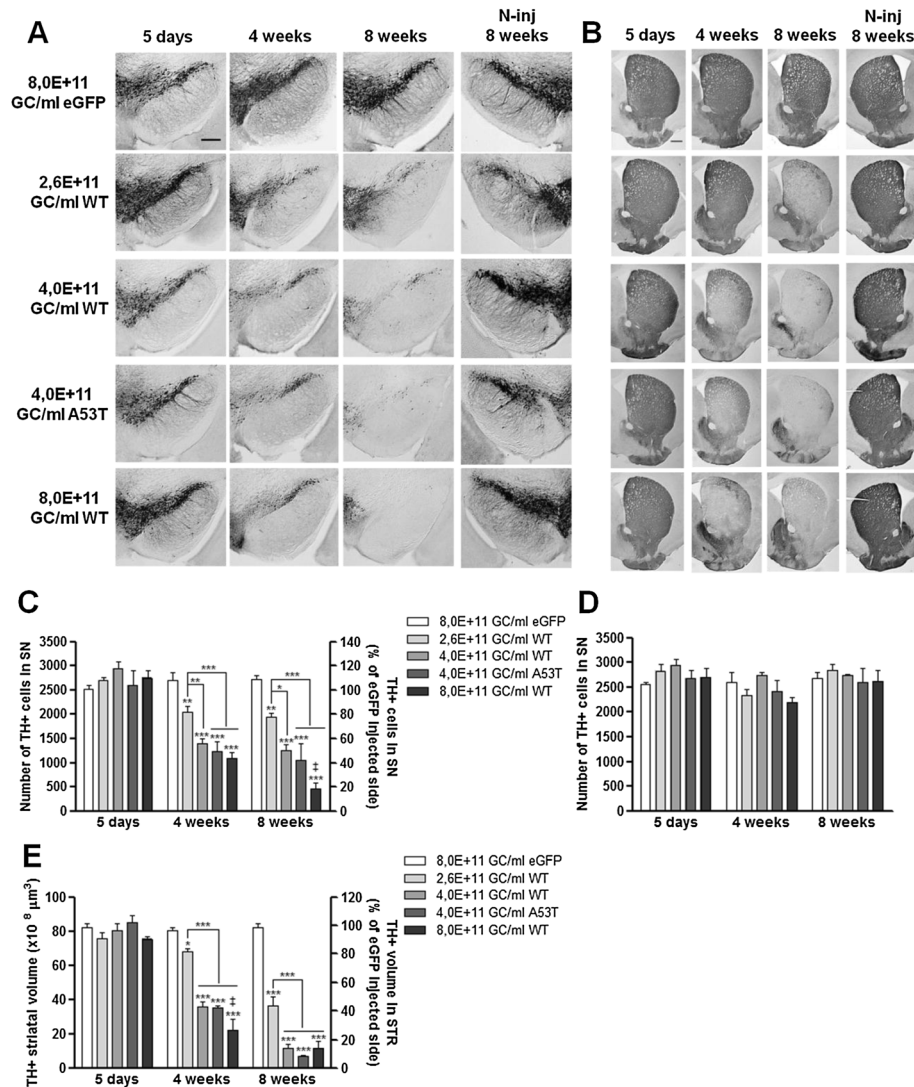 A
5 days
4 weeks
8 weeks
N-inj
8 weeks
8,0E+11
GC/ml eGFP
2,6E+11
GC/ml WT
4,0E+11
GC/ml WT
4,0E+11
GC/ml A53T
8,0E+11
GC/ml WT
B
5 days
4 weeks
8 weeks
N-inj
8 weeks
C
Number of TH+ cells in SN
3500
3000
2500
2000
1500
1000
500
0
140
120
100
80
60
40
20
0
TH+ cells in SN
(% of eGFP injected side)
***
**
**
***
***
***
***
*
**
***
***
‡
***
5 days
4 weeks
8 weeks
8,0E+11 GC/ml eGFP
2,6E+11 GC/ml WT
4,0E+11 GC/ml WT
4,0E+11 GC/ml A53T
8,0E+11 GC/ml WT
D
Number of TH+ cells in SN
3500
3000
2500
2000
1500
1000
500
0
5 days
4 weeks
8 weeks
E
TH+ striatal volume (x10 8 µm3)
100
80
60
40
20
0
120
100
80
60
40
20
0
TH+ volume in STR
(% of eGFP injected side)
***
*
***
***
‡
***
***
***
***
***
***
5 days
4 weeks
8 weeks
8,0E+11 GC/ml eGFP
2,6E+11 GC/ml WT
4,0E+11 GC/ml WT
4,0E+11 GC/ml A53T
8,0E+11 GC/ml WT